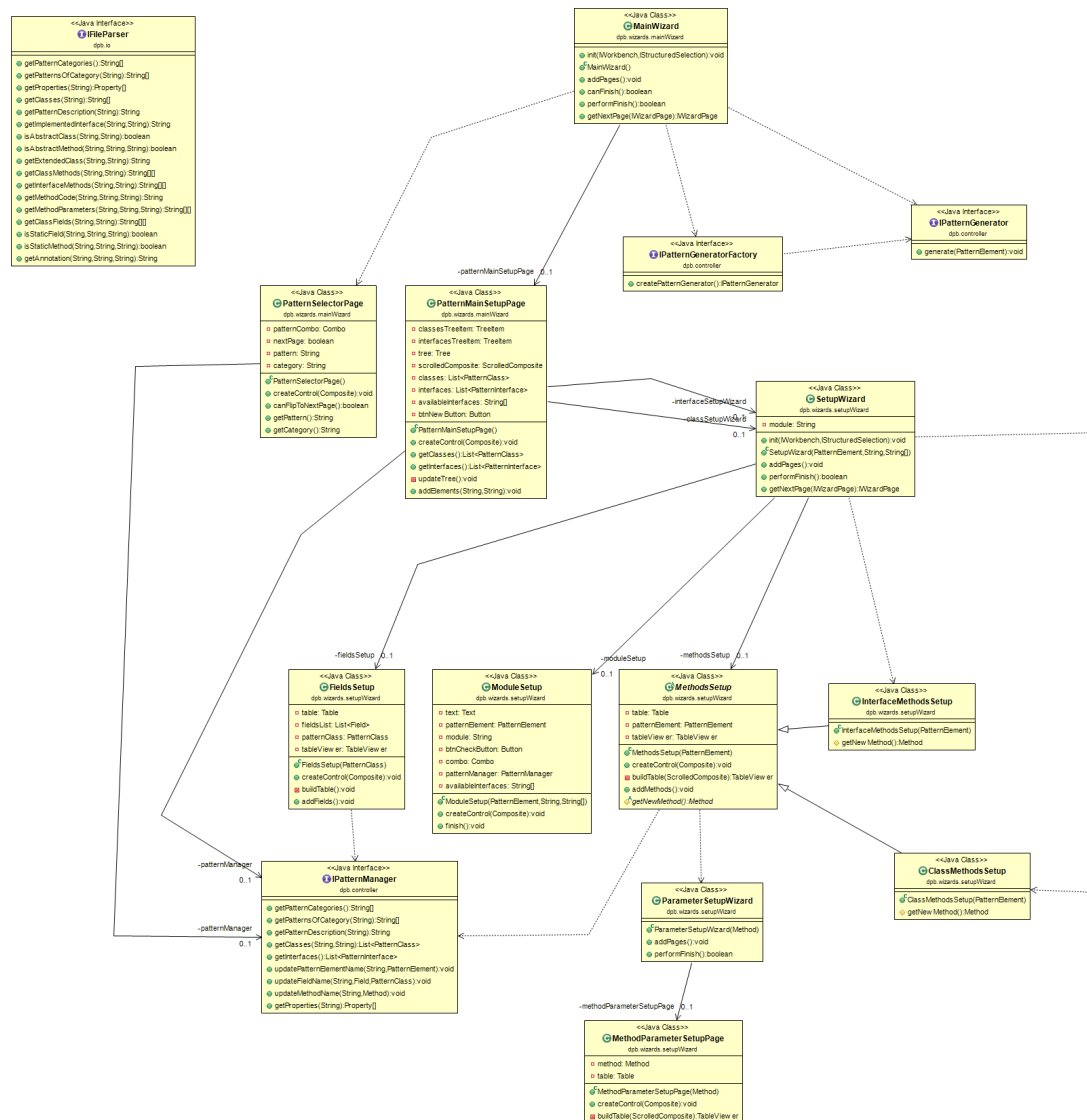 <<Java Interface>>
IFileParser
dpb.io
getPatternCategories():String[]
getPatternsOfCategory(String):String[]
getProperties(String):Property[]
getClasses(String):String[]
getPatternDescription(String):String
getImplementedInterface(String,String):String
isAbstractClass(String,String):boolean
isAbstractMethod(String,String,String):boolean
getExtendedClass(String,String):String
getClassMethods(String,String):String[][]
getInterfaceMethods(String,String):String[][]
getMethodCode(String,String,String):String
getMethodParameters(String,String,String):String[][]
getClassFields(String,String):String[][]
isStaticField(String,String,String):boolean
isStaticMethod(String,String,String):boolean
getAnnotation(String,String,String):String
<<Java Class>>
MainWizard
dpb.wizards.mainWizard
init(IWorkbench,IStructuredSelection):void
MainWizard()
addPages():void
canFinish():boolean
performFinish():boolean
getNextPage(IWizardPage):IWizardPage
<<Java Interface>>
IPatternGenerator
dpb.controller
generate(PatternElement):void
<<Java Interface>>
IPatternGeneratorFactory
dpb.controller
createPatternGenerator():IPatternGenerator
-patternMainSetupPage 0..1
<<Java Class>>
PatternSelectorPage
dpb.wizards.mainWizard
patternCombo: Combo
nextPage: boolean
pattern: String
category: String
PatternSelectorPage()
createControl(Composite):void
canFlipToNextPage():boolean
getPattern():String
getCategory():String
<<Java Class>>
PatternMainSetupPage
dpb.wizards.mainWizard
classesTreeItem: TreeItem
interfacesTreeItem: TreeItem
tree: Tree
scrolledComposite: ScrolledComposite
classes: List<PatternClass>
interfaces: List<PatternInterface>
availableInterfaces: String[]
btnNew Button: Button
PatternMainSetupPage()
createControl(Composite):void
getClasses():List<PatternClass>
getInterfaces():List<PatternInterface>
updateTree():void
addElements(String,String):void
-interfaceSetupWizard
0..1
-classSetupWizard
0..1
<<Java Class>>
SetupWizard
dpb.wizards.setupWizard
module: String
init(IWorkbench,IStructuredSelection):void
SetupWizard(PatternElement,String,String[])
addPages():void
performFinish():boolean
getNextPage(IWizardPage):IWizardPage
-fieldsSetup 0..1
-moduleSetup
0..1
-methodsSetup 0..1
<<Java Class>>
FieldsSetup
dpb.wizards.setupWizard
table: Table
fieldsList: List<Field>
patternClass: PatternClass
tableView er: TableView er
FieldsSetup(PatternClass)
createControl(Composite):void
buildTable():void
addFields():void
<<Java Class>>
ModuleSetup
dpb.wizards.setupWizard
text: Text
patternElement: PatternElement
module: String
btnCheckButton: Button
combo: Combo
patternManager: PatternManager
availableInterfaces: String[]
ModuleSetup(PatternElement,String,String[])
createControl(Composite):void
finish():void
<<Java Class>>
MethodsSetup
dpb.wizards.setupWizard
table: Table
patternElement: PatternElement
tableView er: TableView er
MethodsSetup(PatternElement)
createControl(Composite):void
buildTable(ScrolledComposite):TableView er
addMethods():void
getNewMethod():Method
<<Java Class>>
InterfaceMethodsSetup
dpb.wizards.setupWizard
InterfaceMethodsSetup(PatternElement)
getNew Method():Method
<<Java Class>>
ClassMethodsSetup
dpb.wizards.setupWizard
ClassMethodsSetup(PatternElement)
getNew Method():Method
-patternManager
0..1
-patternManager
0..1
<<Java Interface>>
IPatternManager
dpb.controller
getPatternCategories():String[]
getPatternsOfCategory(String):String[]
getPatternDescription(String):String
getClasses(String,String):List<PatternClass>
getInterfaces():List<PatternInterface>
updatePatternElementName(String,PatternElement):void
updateFieldName(String,Field,PatternClass):void
updateMethodName(String,Method):void
getProperties(String):Property[]
<<Java Class>>
ParameterSetupWizard
dpb.wizards.setupWizard
ParameterSetupWizard(Method)
addPages():void
performFinish():boolean
-methodParameterSetupPage 0..1
<<Java Class>>
MethodParameterSetupPage
dpb.wizards.setupWizard
method: Method
table: Table
MethodParameterSetupPage(Method)
createControl(Composite):void
buildTable(ScrolledComposite):TableView er